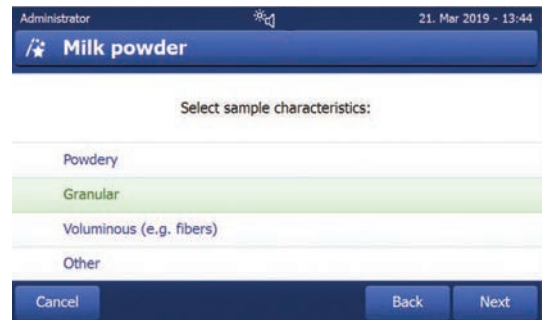 Administrator 21. Mar 2019 - 13:44
Milk powder
Select sample characteristics:
Powdery
Granular
Voluminous (e.g. fibers)
Other
Cancel Back Next